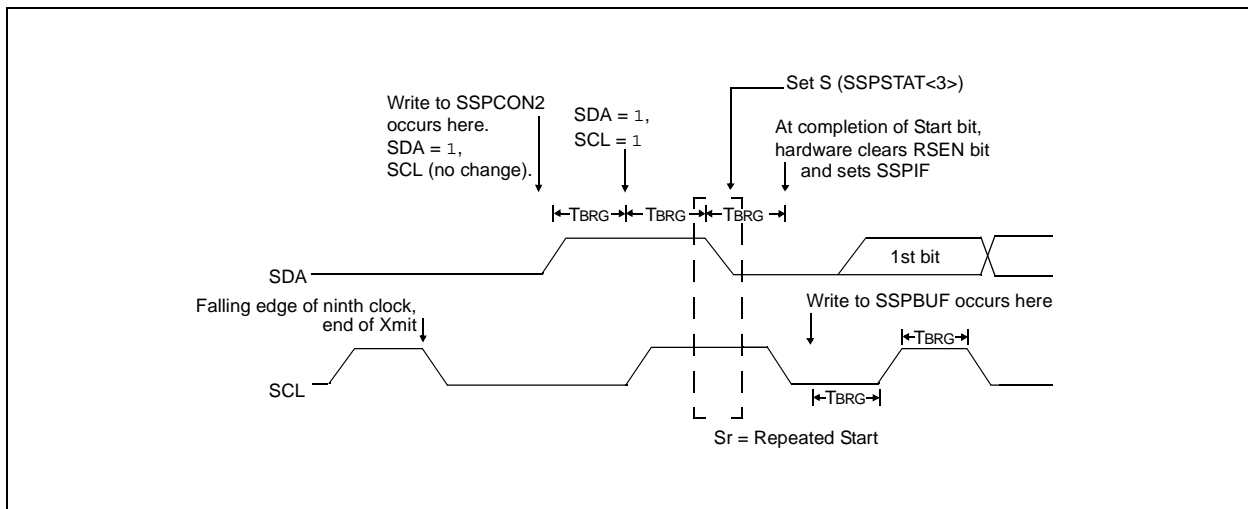 Set S (SSPSTAT<3>)
Write to SSPCON2
occurs here.
SDA = 1,
SCL (no change).
SDA = 1,
SCL = 1
At completion of Start bit,
hardware clears RSEN bit
and sets SSPIF
TBRG
TBRG
TBRG
SDA
1st bit
Falling edge of ninth clock,
end of Xmit
Write to SSPBUF occurs here
TBRG
SCL
TBRG
Sr = Repeated Start